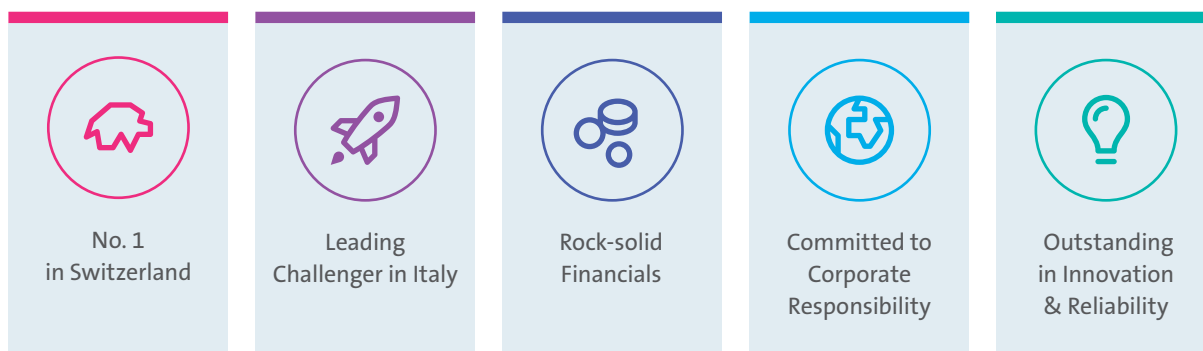 No. 1
in Switzerland
Leading
Challenger in Italy
Rock-solid
Financials
Committed to
Corporate
Responsibility
Outstanding
in Innovation
& Reliability